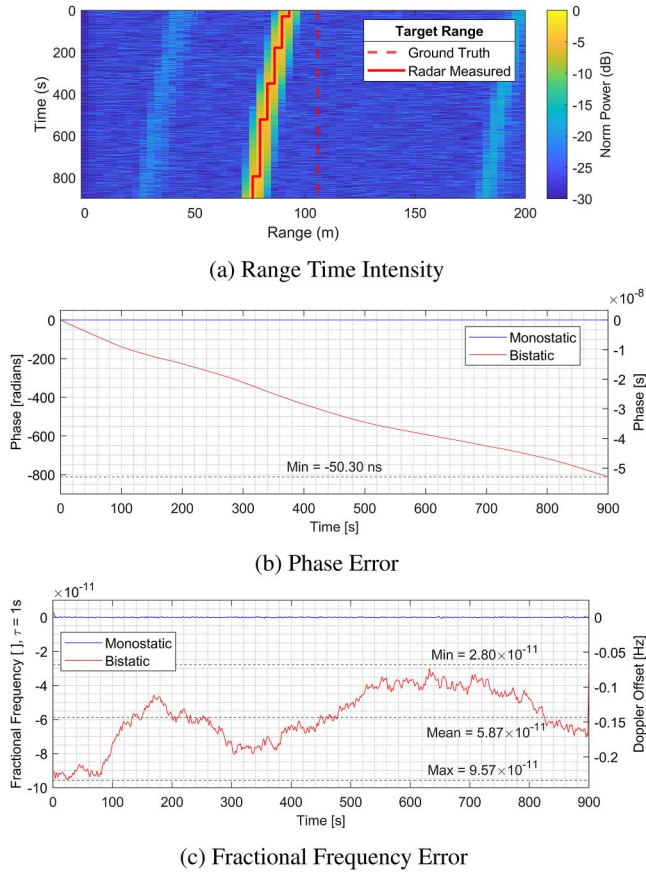 0
200
400
600
800
Time (s)
Target Range
Ground Truth
Radar Measured
0
50
100
150
200
Range (m)
0
-5
-10
-15
-20
-25
-30
Norm Power (dB)
(a) Range Time Intensity
×10⁻⁸
0
-200
-400
-600
-800
Phase [radians]
Monostatic
Bistatic
Min = -50.30 ns
0
-1
-2
-3
-4
-5
Phase [s]
0 100 200 300 400 500 600 700 800 900
Time [s]
(b) Phase Error
×10⁻¹¹
0
-2
-4
-6
-8
-10
Fractional Frequency [ ], τ = 1s
Monostatic
Bistatic
Min = 2.80×10⁻¹¹
Mean = 5.87×10⁻¹¹
Max = 9.57×10⁻¹¹
0
-0.05
-0.1
-0.15
-0.2
Doppler Offset [Hz]
0 100 200 300 400 500 600 700 800 900
Time [s]
(c) Fractional Frequency Error